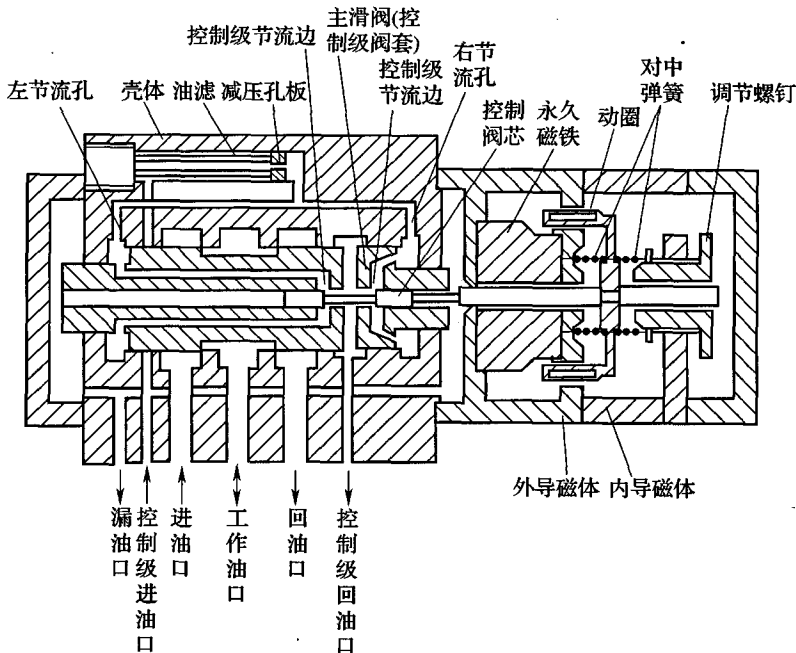 左节流孔
壳体
油滤
减压孔板
控制级节流边
主滑阀(控
制级阀套)
控制级
节流边
右节
流孔
控制
阀芯
永久
磁铁
动圈
对中
弹簧
调节螺钉
外导磁体
内导磁体
漏油口
控制级进油口
进油口
工作油口
回油口
控制级回油口